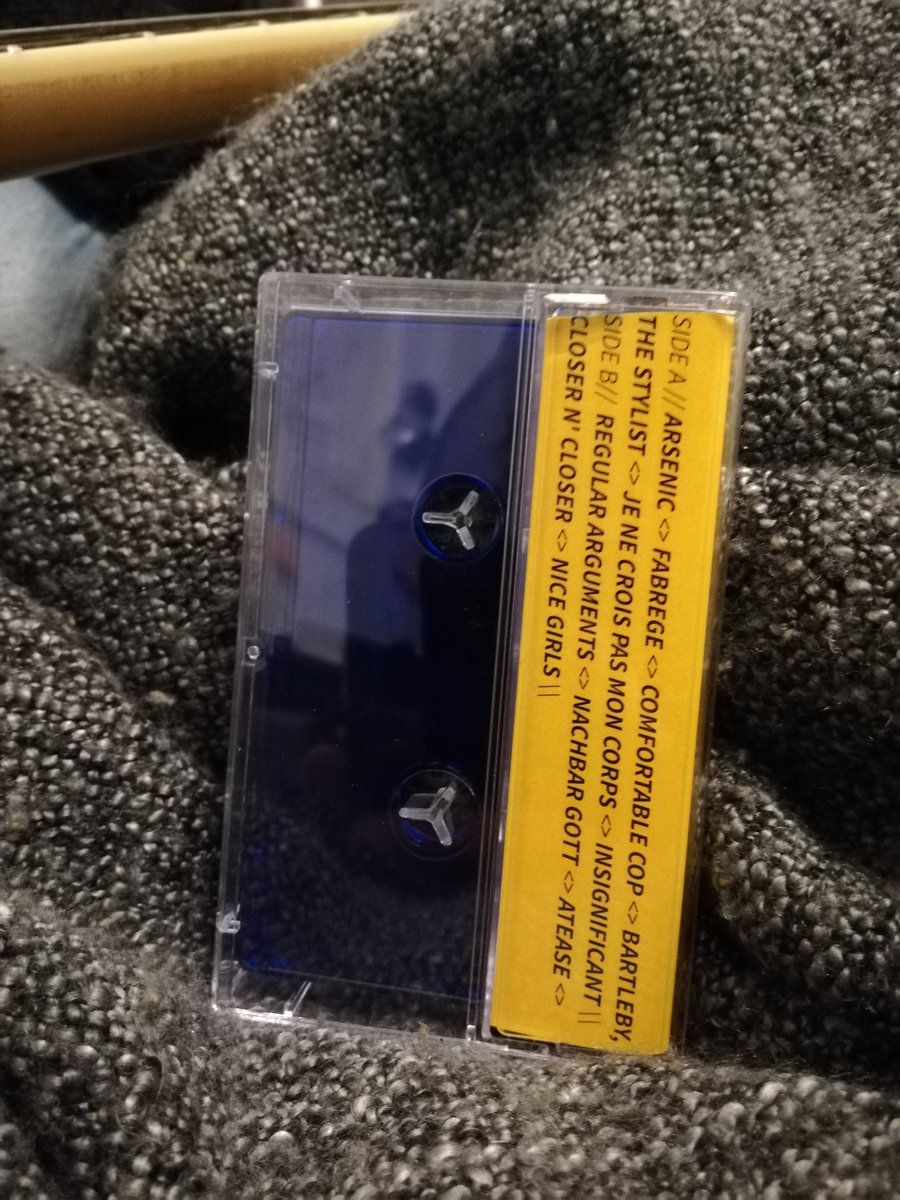 SIDE A // ARSENIC <> FABREGE <> COMFORTABLE COP <> BARTLEBY,
THE STYLIST <> JE NE CROIS PAS MON CORPS <> INSIGNIFICANT ||
SIDE B // REGULAR ARGUMENTS <> NACHBAR GOTT <> ATEASE <>
CLOSER N' CLOSER <> NICE GIRLS ||